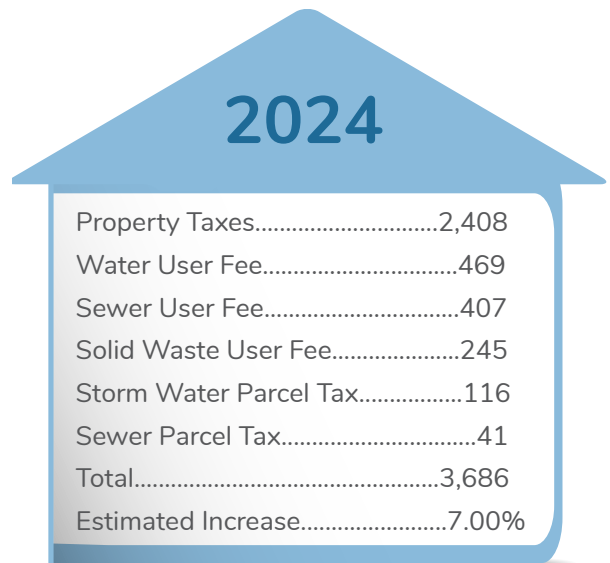 2024
Property Taxes..............................2,408
Water User Fee................................469
Sewer User Fee................................407
Solid Waste User Fee.....................245
Storm Water Parcel Tax.................116
Sewer Parcel Tax................................41
Total..................................................3,686
Estimated Increase........................7.00%